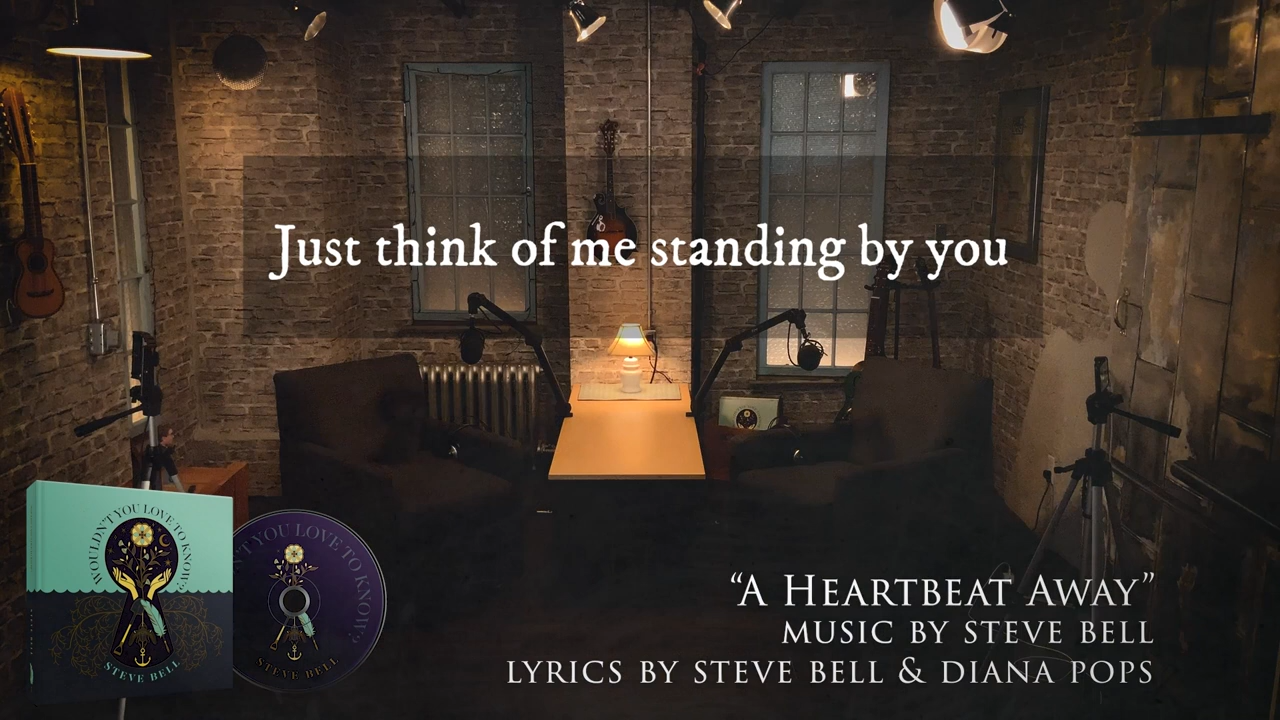 Just think of me standing by you
WOULDN'T YOU LOVE TO KNOW?
STEVE BELL
N'T YOU LOVE TO KNOW?
STEVE BELL
“A HEARTBEAT AWAY”
MUSIC BY STEVE BELL
LYRICS BY STEVE BELL & DIANA POPS